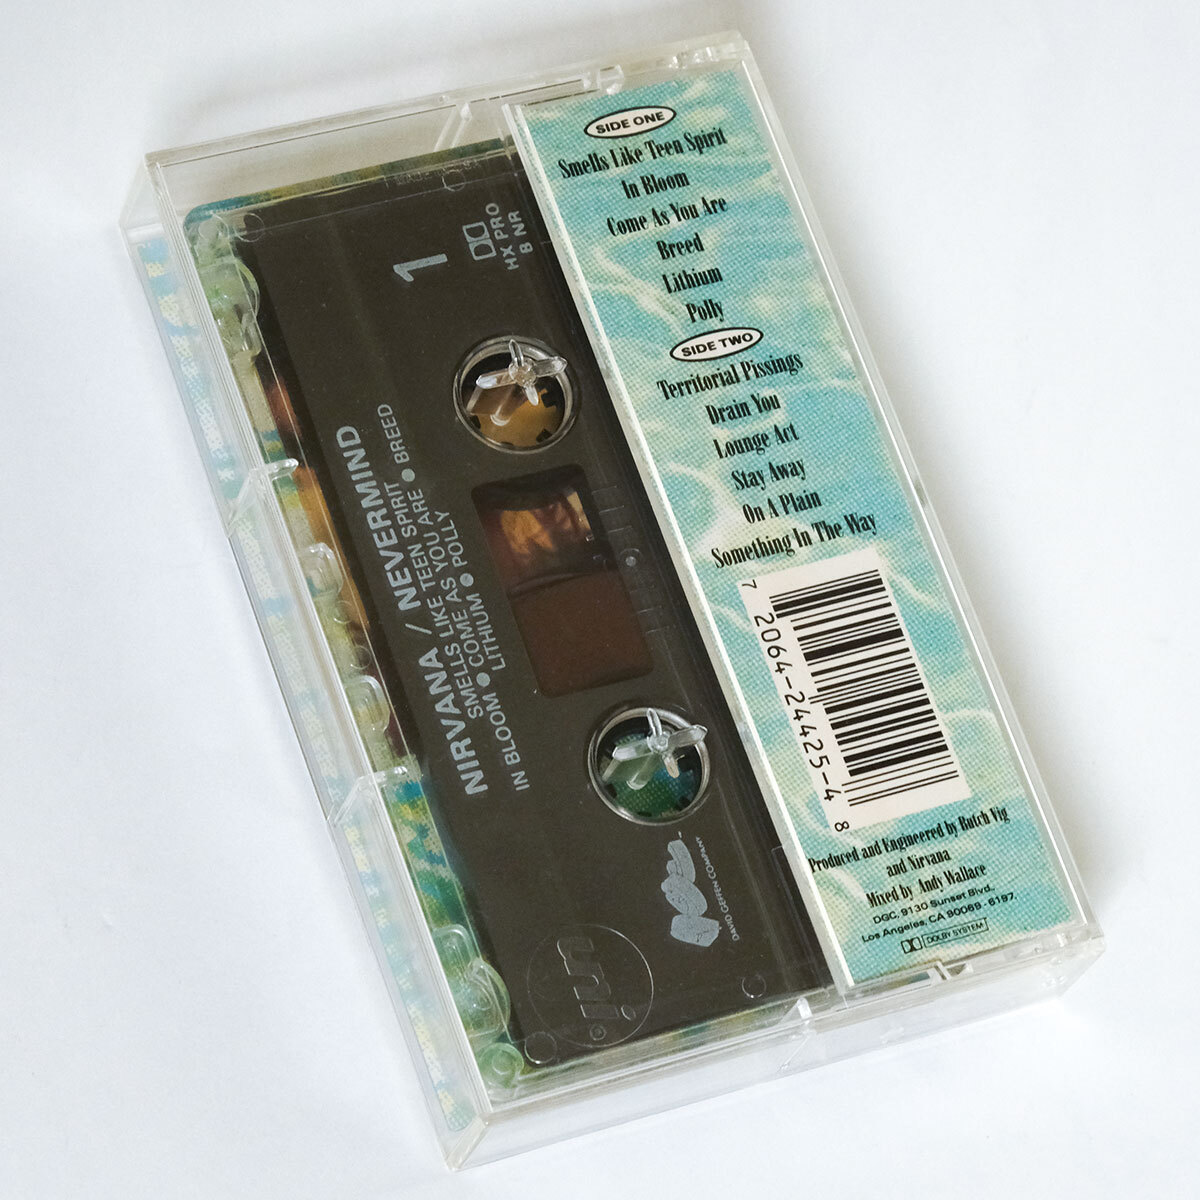 SIDE ONE
Smells Like Teen Spirit
In Bloom
Come As You Are
Breed
Lithium
Polly
SIDE TWO
Territorial Pissings
Drain You
Lounge Act
Stay Away
On A Plain
Something In The Way
7 2064-24425-4 8
Produced and Engineered by Butch Vig
and Nirvana
Mixed by Andy Wallace
DGC, 9130 Sunset Blvd.,
Los Angeles, CA 90069-6197.
DOLBY SYSTEM
1
HX PRO
B NR
NIRVANA / NEVERMIND
SMELLS LIKE TEEN SPIRIT
IN BLOOM ● COME AS YOU ARE ● BREED
LITHIUM ● POLLY
DAVID GEFFEN COMPANY
uni